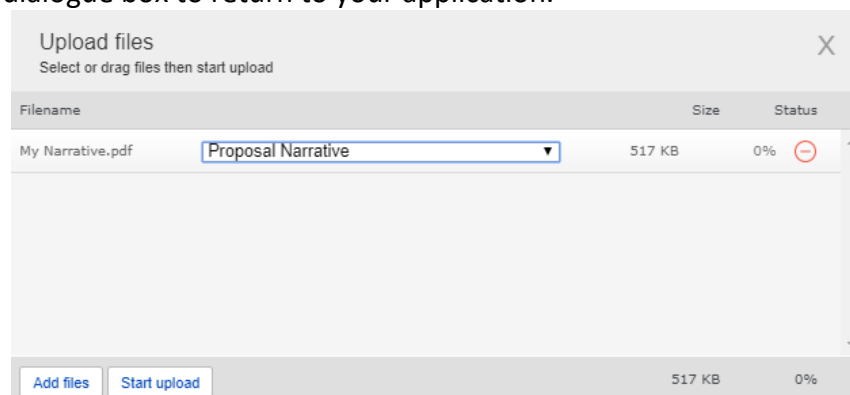 dialogue box to return to your application.
Upload files
X
Select or drag files then start upload
Filename Size Status
My Narrative.pdf Proposal Narrative 517 KB 0%
Add files Start upload 517 KB 0%